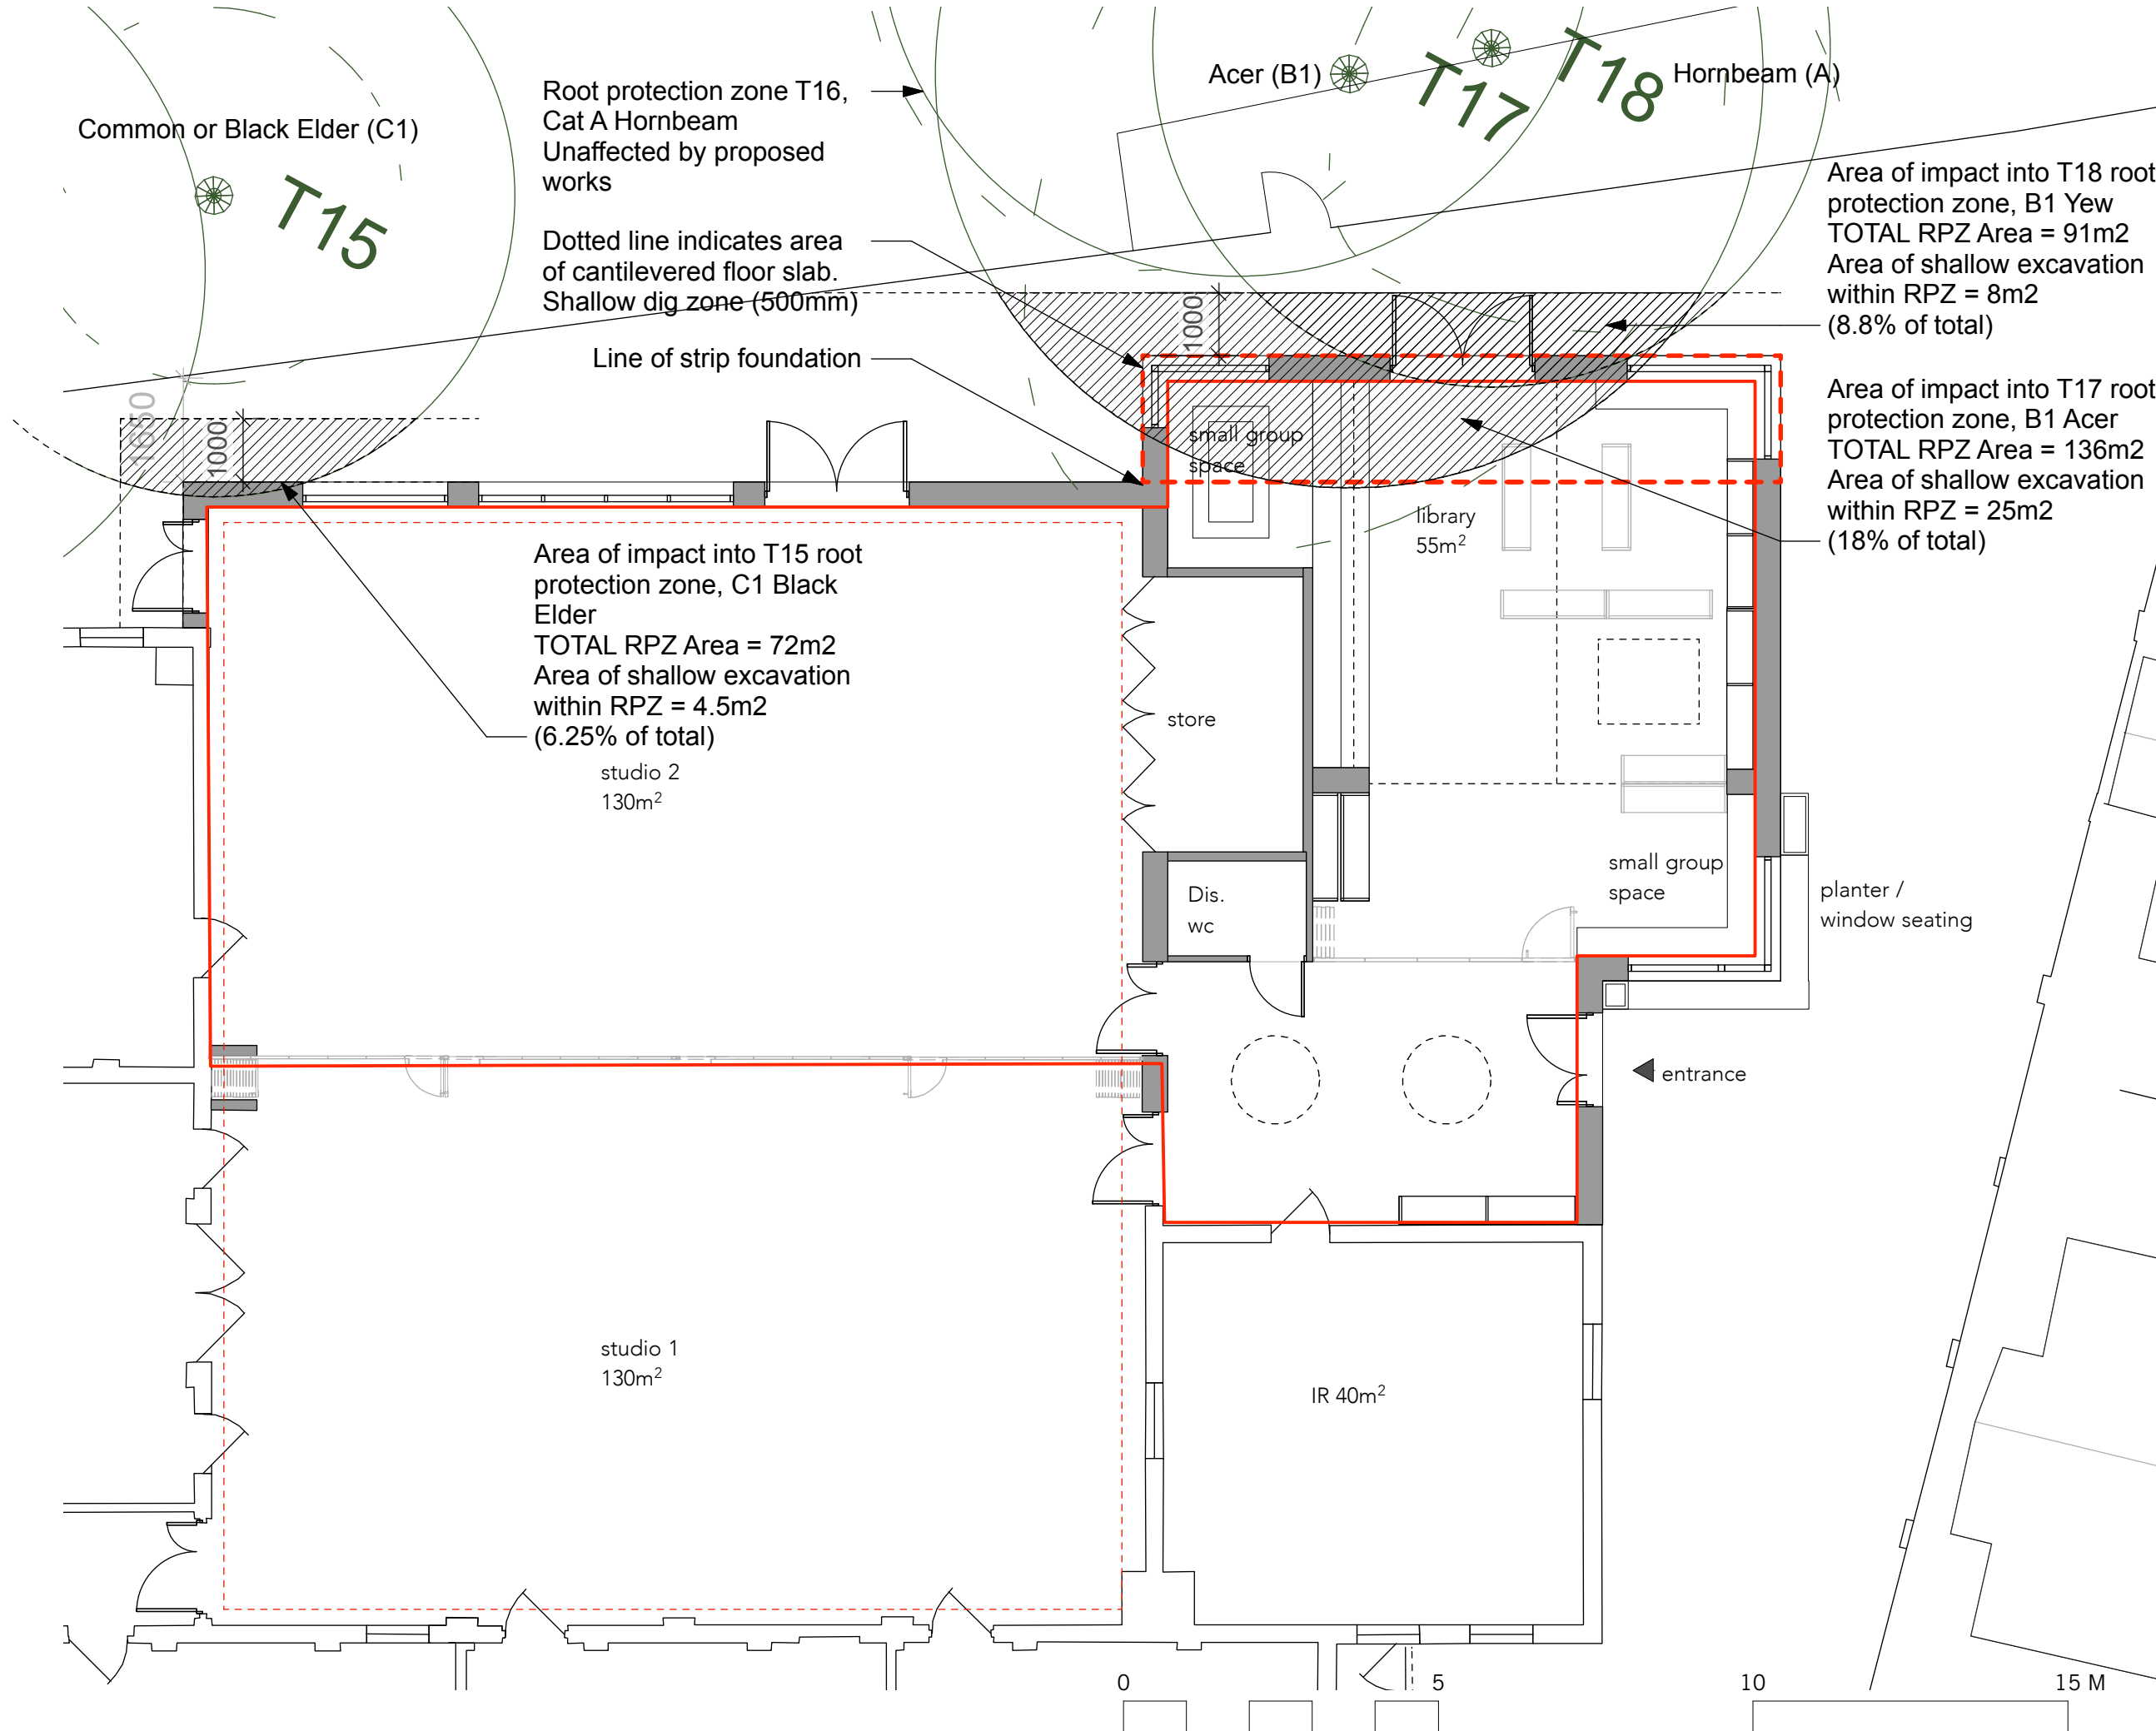 Common or Black Elder (C1)
T15
Root protection zone T16,
Cat A Hornbeam
Unaffected by proposed
works
Dotted line indicates area
of cantilevered floor slab.
Shallow dig zone (500mm)
Line of strip foundation
Acer (B1)
T17
T18
Hornbeam (A)
Area of impact into T18 root
protection zone, B1 Yew
TOTAL RPZ Area = 91m2
Area of shallow excavation
within RPZ = 8m2
(8.8% of total)
Area of impact into T17 root
protection zone, B1 Acer
TOTAL RPZ Area = 136m2
Area of shallow excavation
within RPZ = 25m2
(18% of total)
1650
1000
1000
small group
space
library
55m²
Area of impact into T15 root
protection zone, C1 Black
Elder
TOTAL RPZ Area = 72m2
Area of shallow excavation
within RPZ = 4.5m2
(6.25% of total)
studio 2
130m²
store
Dis.
wc
small group
space
planter /
window seating
entrance
studio 1
130m²
IR 40m²
0 5 10 15 M